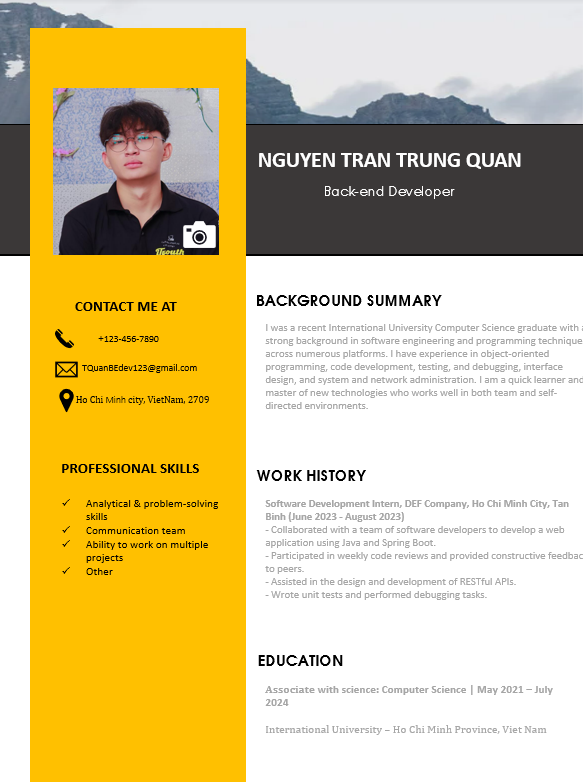 NGUYEN TRAN TRUNG QUAN
Back-end Developer
CONTACT ME AT
+123-456-7890
TQuanBEdev123@gmail.com
Ho Chi Minh city, VietNam, 2709
PROFESSIONAL SKILLS
✓ Analytical & problem-solving
skills
✓ Communication team
✓ Ability to work on multiple
projects
✓ Other
BACKGROUND SUMMARY
I was a recent International University Computer Science graduate with a
strong background in software engineering and programming technique
across numerous platforms. I have experience in object-oriented
programming, code development, testing, and debugging, interface
design, and system and network administration. I am a quick learner and
master of new technologies who works well in both team and self-
directed environments.
WORK HISTORY
Software Development Intern, DEF Company, Ho Chi Minh City, Tan
Binh (June 2023 - August 2023)
- Collaborated with a team of software developers to develop a web
application using Java and Spring Boot.
- Participated in weekly code reviews and provided constructive feedbac
to peers.
- Assisted in the design and development of RESTful APIs.
- Wrote unit tests and performed debugging tasks.
EDUCATION
Associate with science: Computer Science | May 2021 – July
2024
International University – Ho Chi Minh Province, Viet Nam